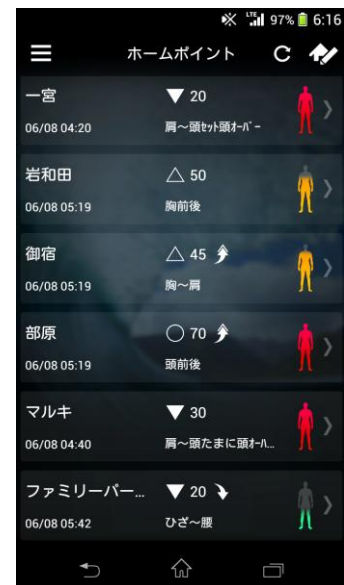 LTE 97% 6:16
ホームポイント
一宮
▼ 20
06/08 04:20
肩～頭セット頭オーバー
岩和田
△ 50
06/08 05:19
胸前後
御宿
△ 45
06/08 05:19
胸～肩
部原
○ 70
06/08 05:19
頭前後
マルキ
▼ 30
06/08 04:40
肩～頭たまに頭オーハ...
ファミリーパー...
▼ 20
06/08 05:42
ひざ～腰